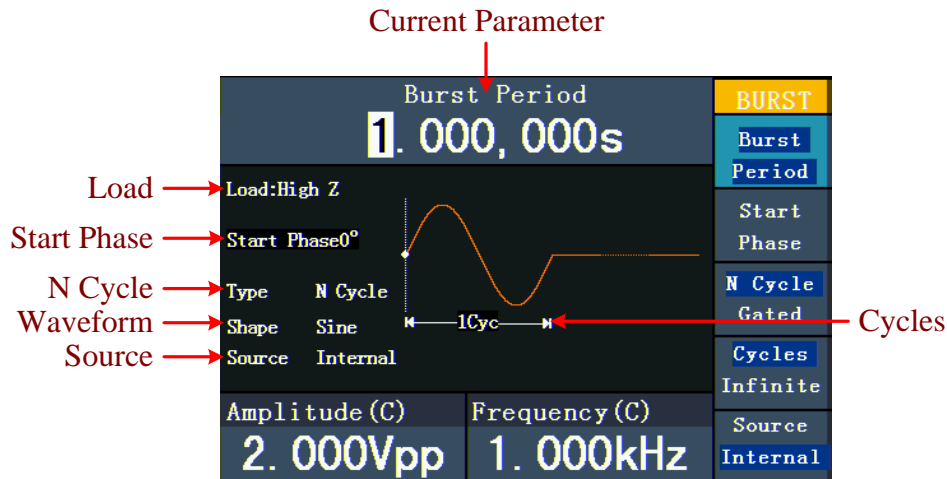 Current Parameter
Burst Period
1.000,000s
BURST
Burst
Period
Load
Load:High Z
Start
Phase
Start Phase
Start Phase0°
N Cycle
Type N Cycle
N Cycle
Gated
Waveform
Shape Sine
1Cyc
Cycles
Source
Source Internal
Cycles
Infinite
Amplitude(C)
Frequency(C)
2.000Vpp
1.000kHz
Source
Internal